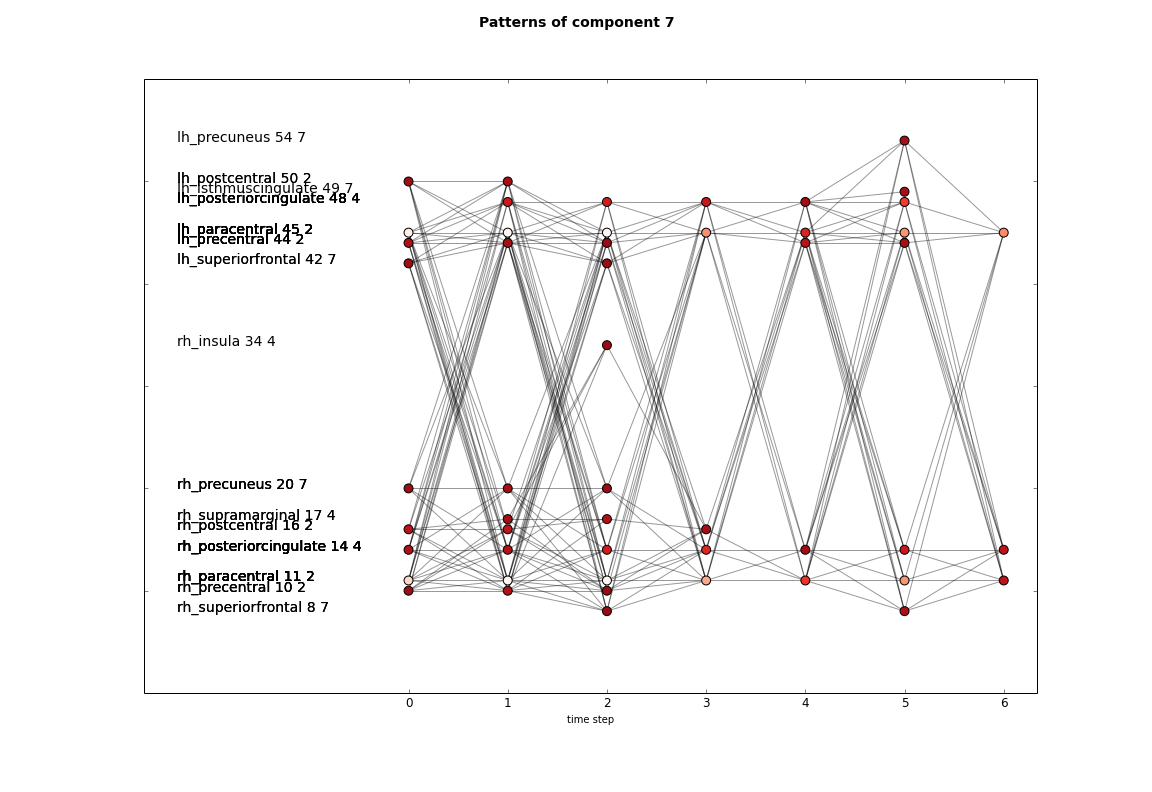 Patterns of component 7
lh_precuneus 54 7
lh_postcentral 50 2
lh_isthmuscingulate 49 7
lh_posteriorcingulate 48 4
lh_paracentral 45 2
lh_precentral 44 2
lh_superiorfrontal 42 7
rh_insula 34 4
rh_precuneus 20 7
rh_supramarginal 17 4
rh_postcentral 16 2
rh_posteriorcingulate 14 4
rh_paracentral 11 2
rh_precentral 10 2
rh_superiorfrontal 8 7
0 1 2 3 4 5 6
time step